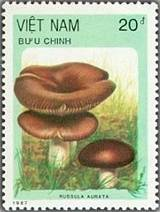 VIỆT NAM 20đ
BƯU CHÍNH
RUSSULA AURATA
1987